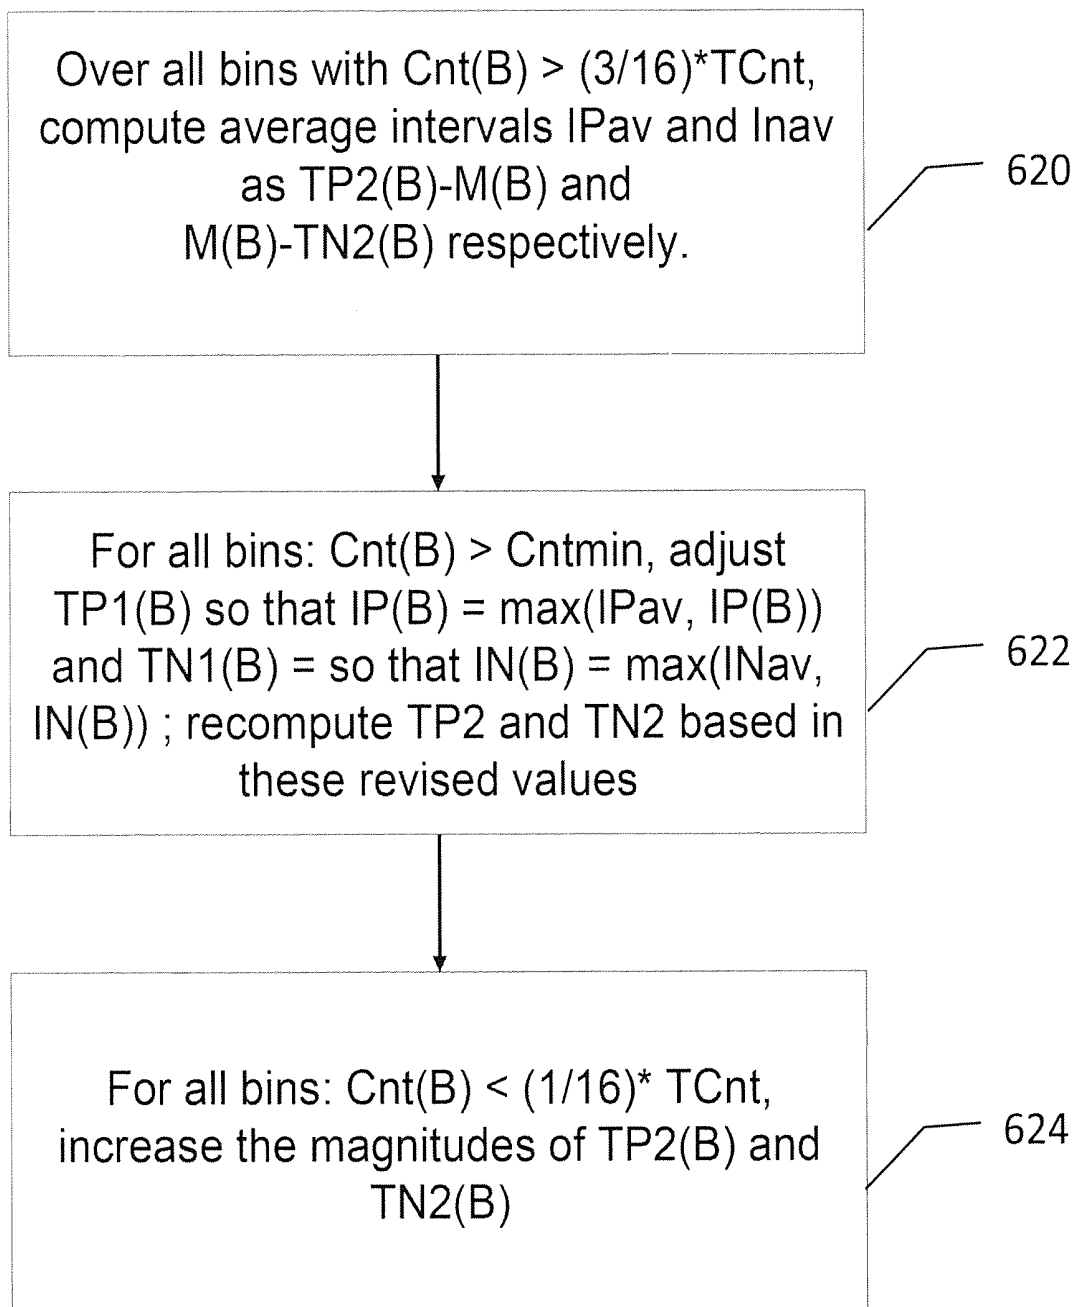 Over all bins with Cnt(B) > (3/16)*TCnt,
compute average intervals IPav and Inav
as TP2(B)-M(B) and
M(B)-TN2(B) respectively.
620
For all bins: Cnt(B) > Cntmin, adjust
TP1(B) so that IP(B) = max(IPav, IP(B))
and TN1(B) = so that IN(B) = max(INav,
IN(B)) ; recompute TP2 and TN2 based in
these revised values
622
For all bins: Cnt(B) < (1/16)* TCnt,
increase the magnitudes of TP2(B) and
TN2(B)
624